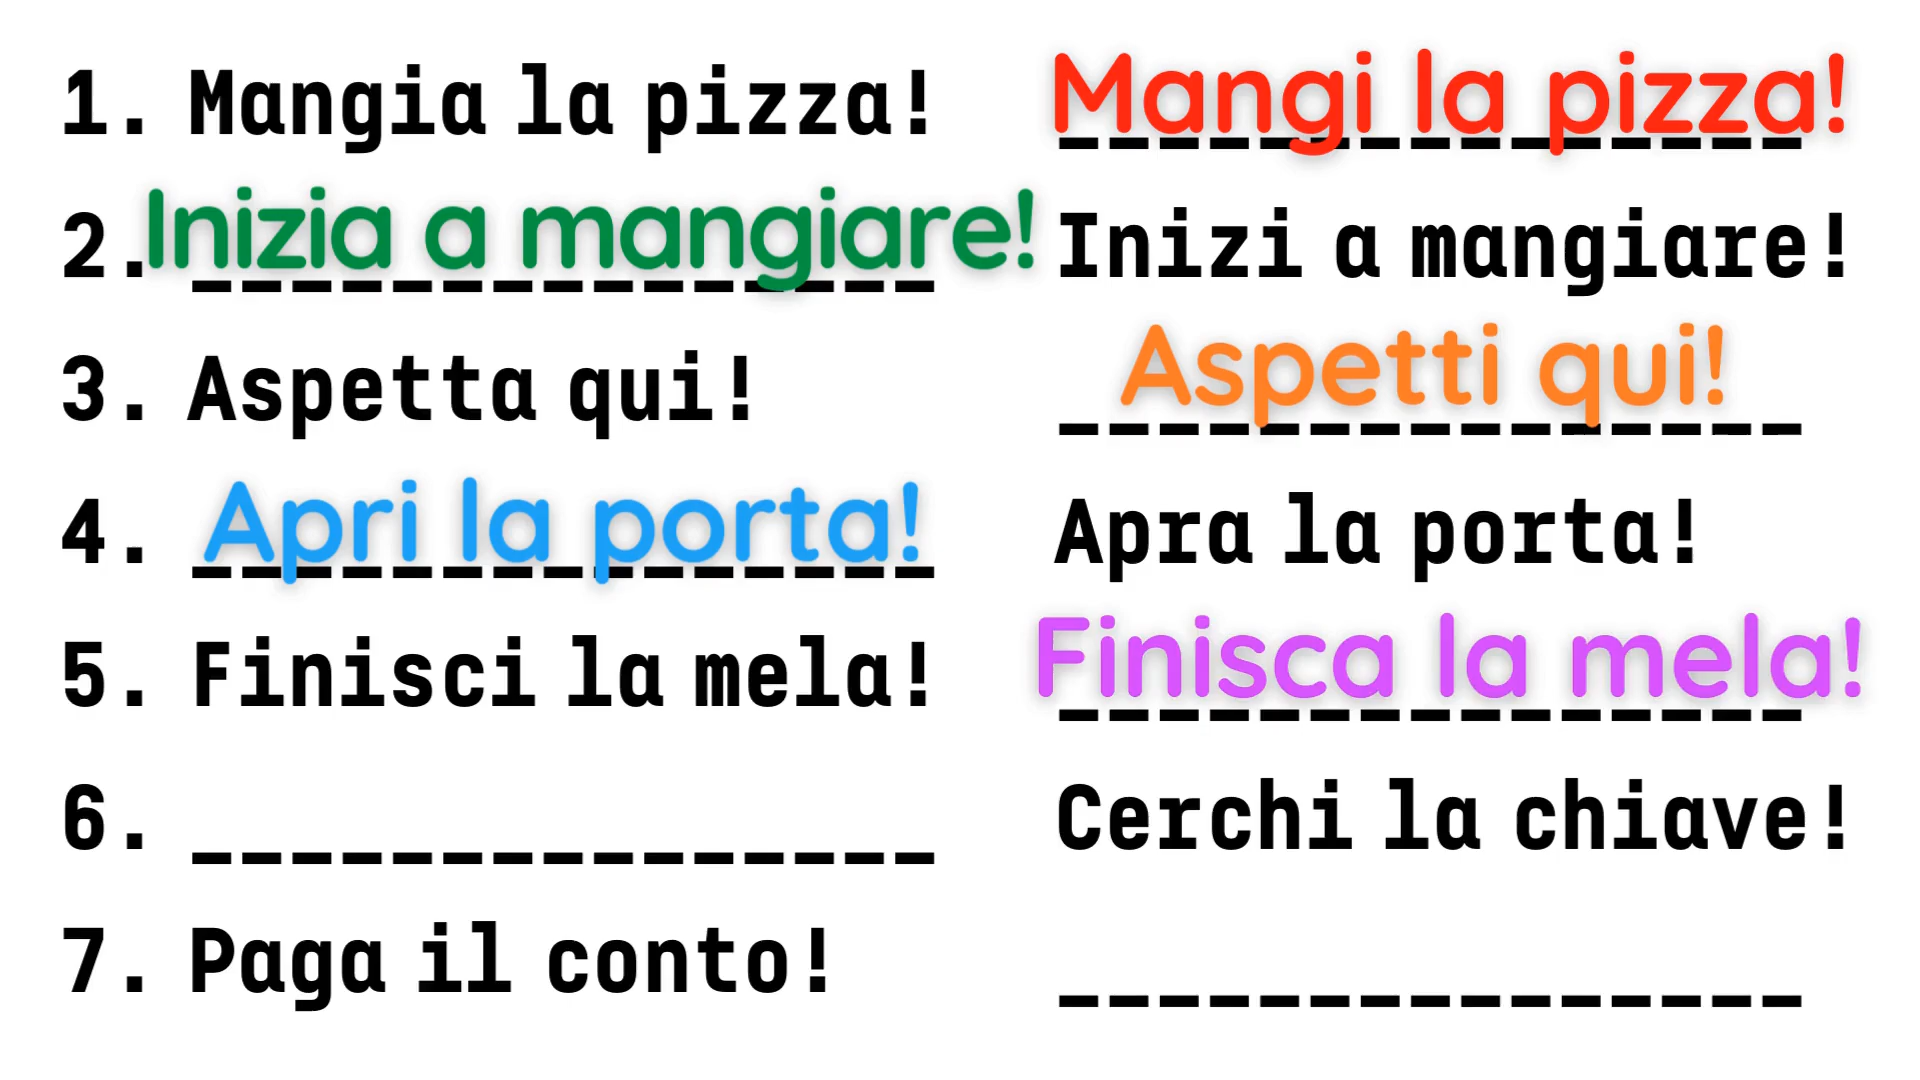 1. Mangia la pizza! Mangi la pizza!
2. Inizia a mangiare! Inizi a mangiare!
3. Aspetta qui! Aspetti qui!
4. Apri la porta! Apra la porta!
5. Finisci la mela! Finisca la mela!
6. _______________ Cerchi la chiave!
7. Paga il conto! _______________